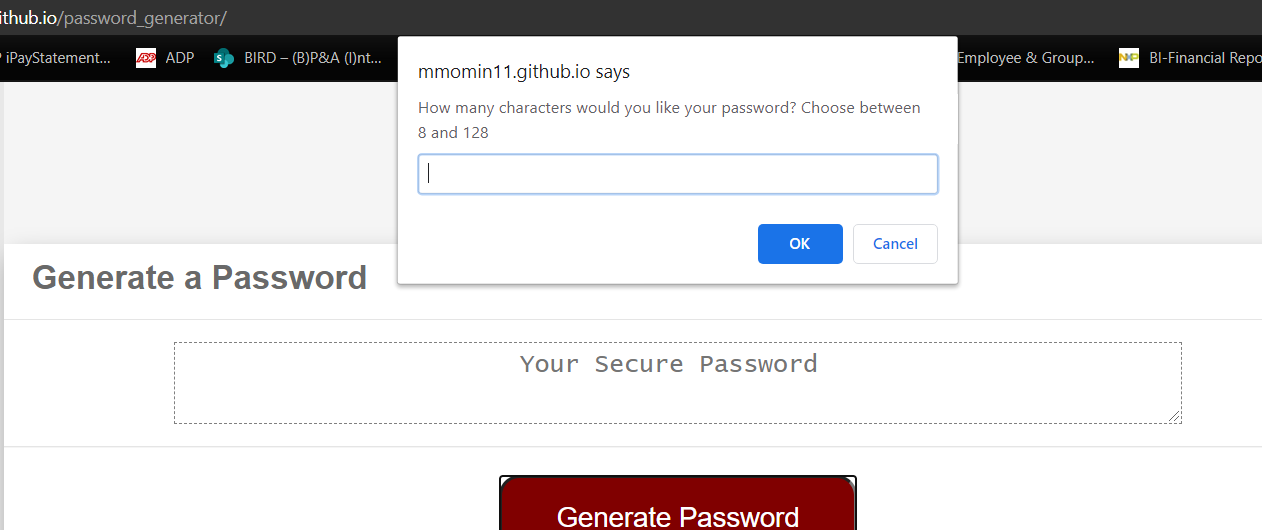 ithub.io/password_generator/
iPayStatement...
ADP ADP
S BIRD – (B)P&A (I)nt...
Employee & Group...
NXP BI-Financial Repo
mmomin11.github.io says
How many characters would you like your password? Choose between
8 and 128
OK Cancel
Generate a Password
Your Secure Password
Generate Password